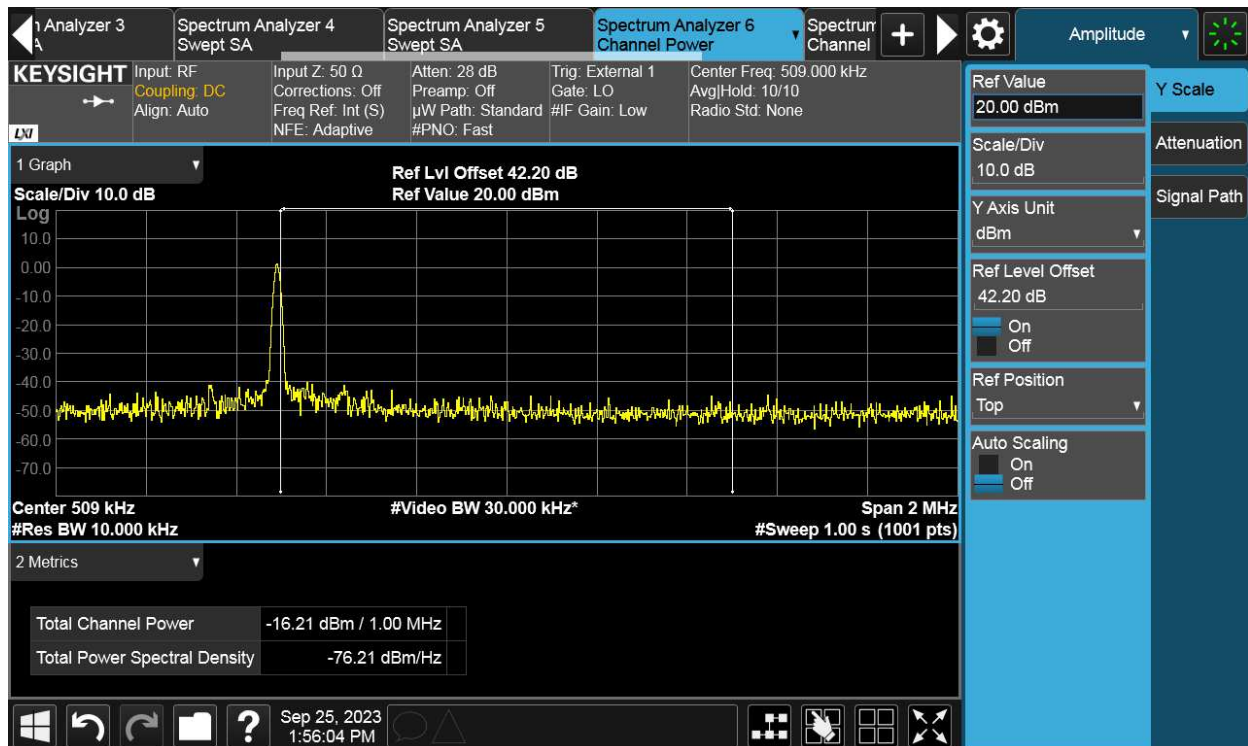 n Analyzer 3
A
Spectrum Analyzer 4
Swept SA
Spectrum Analyzer 5
Swept SA
Spectrum Analyzer 6
Channel Power
Spectrum
Channel
Amplitude
KEYSIGHT
LXI
Input: RF
Coupling: DC
Align: Auto
Input Z: 50 Ω
Corrections: Off
Freq Ref: Int (S)
NFE: Adaptive
Atten: 28 dB
Preamp: Off
µW Path: Standard
#PNO: Fast
Trig: External 1
Gate: LO
#IF Gain: Low
Center Freq: 509.000 kHz
Avg|Hold: 10/10
Radio Std: None
1 Graph
Scale/Div 10.0 dB
Ref Lvl Offset 42.20 dB
Ref Value 20.00 dBm
Log
10.0
0.00
-10.0
-20.0
-30.0
-40.0
-50.0
-60.0
-70.0
Center 509 kHz
#Video BW 30.000 kHz*
Span 2 MHz
#Res BW 10.000 kHz
#Sweep 1.00 s (1001 pts)
2 Metrics
Total Channel Power -16.21 dBm / 1.00 MHz
Total Power Spectral Density -76.21 dBm/Hz
?
Sep 25, 2023
1:56:04 PM
Ref Value
20.00 dBm
Scale/Div
10.0 dB
Y Axis Unit
dBm
Ref Level Offset
42.20 dB
On
Off
Ref Position
Top
Auto Scaling
On
Off
Y Scale
Attenuation
Signal Path